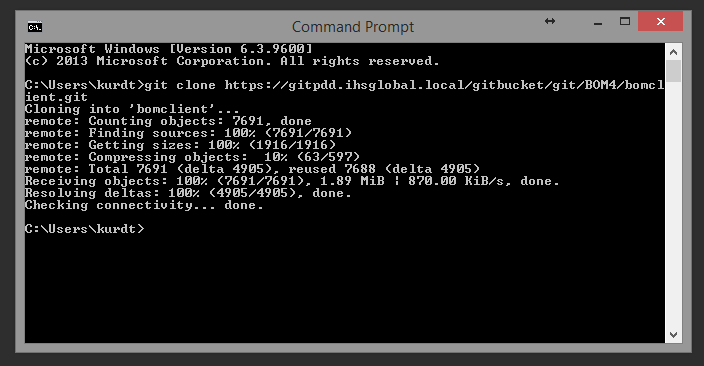 Command Prompt
Microsoft Windows [Version 6.3.9600]
(c) 2013 Microsoft Corporation. All rights reserved.
C:\Users\kurdt>git clone https://gitpdd.ihsglobal.local/gitbucket/git/BOM4/bomcl
ient.git
Cloning into 'bomclient'...
remote: Counting objects: 7691, done
remote: Finding sources: 100% (7691/7691)
remote: Getting sizes: 100% (1916/1916)
remote: Compressing objects:  10% (63/597)
remote: Total 7691 (delta 4905), reused 7688 (delta 4905)
Receiving objects: 100% (7691/7691), 1.89 MiB ¦ 870.00 KiB/s, done.
Resolving deltas: 100% (4905/4905), done.
Checking connectivity... done.
C:\Users\kurdt>